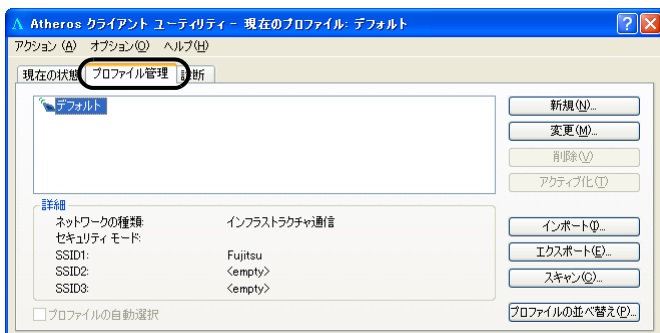 Atheros クライアント ユーティリティ - 現在のプロファイル: デフォルト
アクション (A) オプション(O) ヘルプ(H)
現在の状態 プロファイル管理 診断
デフォルト
新規(N)...
変更(M)...
削除(V)
アクティブ化(T)
詳細
ネットワークの種類: インフラストラクチャ通信
セキュリティ モード:
SSID1: Fujitsu
SSID2: <empty>
SSID3: <empty>
インポート(I)...
エクスポート(E)...
スキャン(C)...
プロファイルの自動選択
プロファイルの並べ替え(P)...